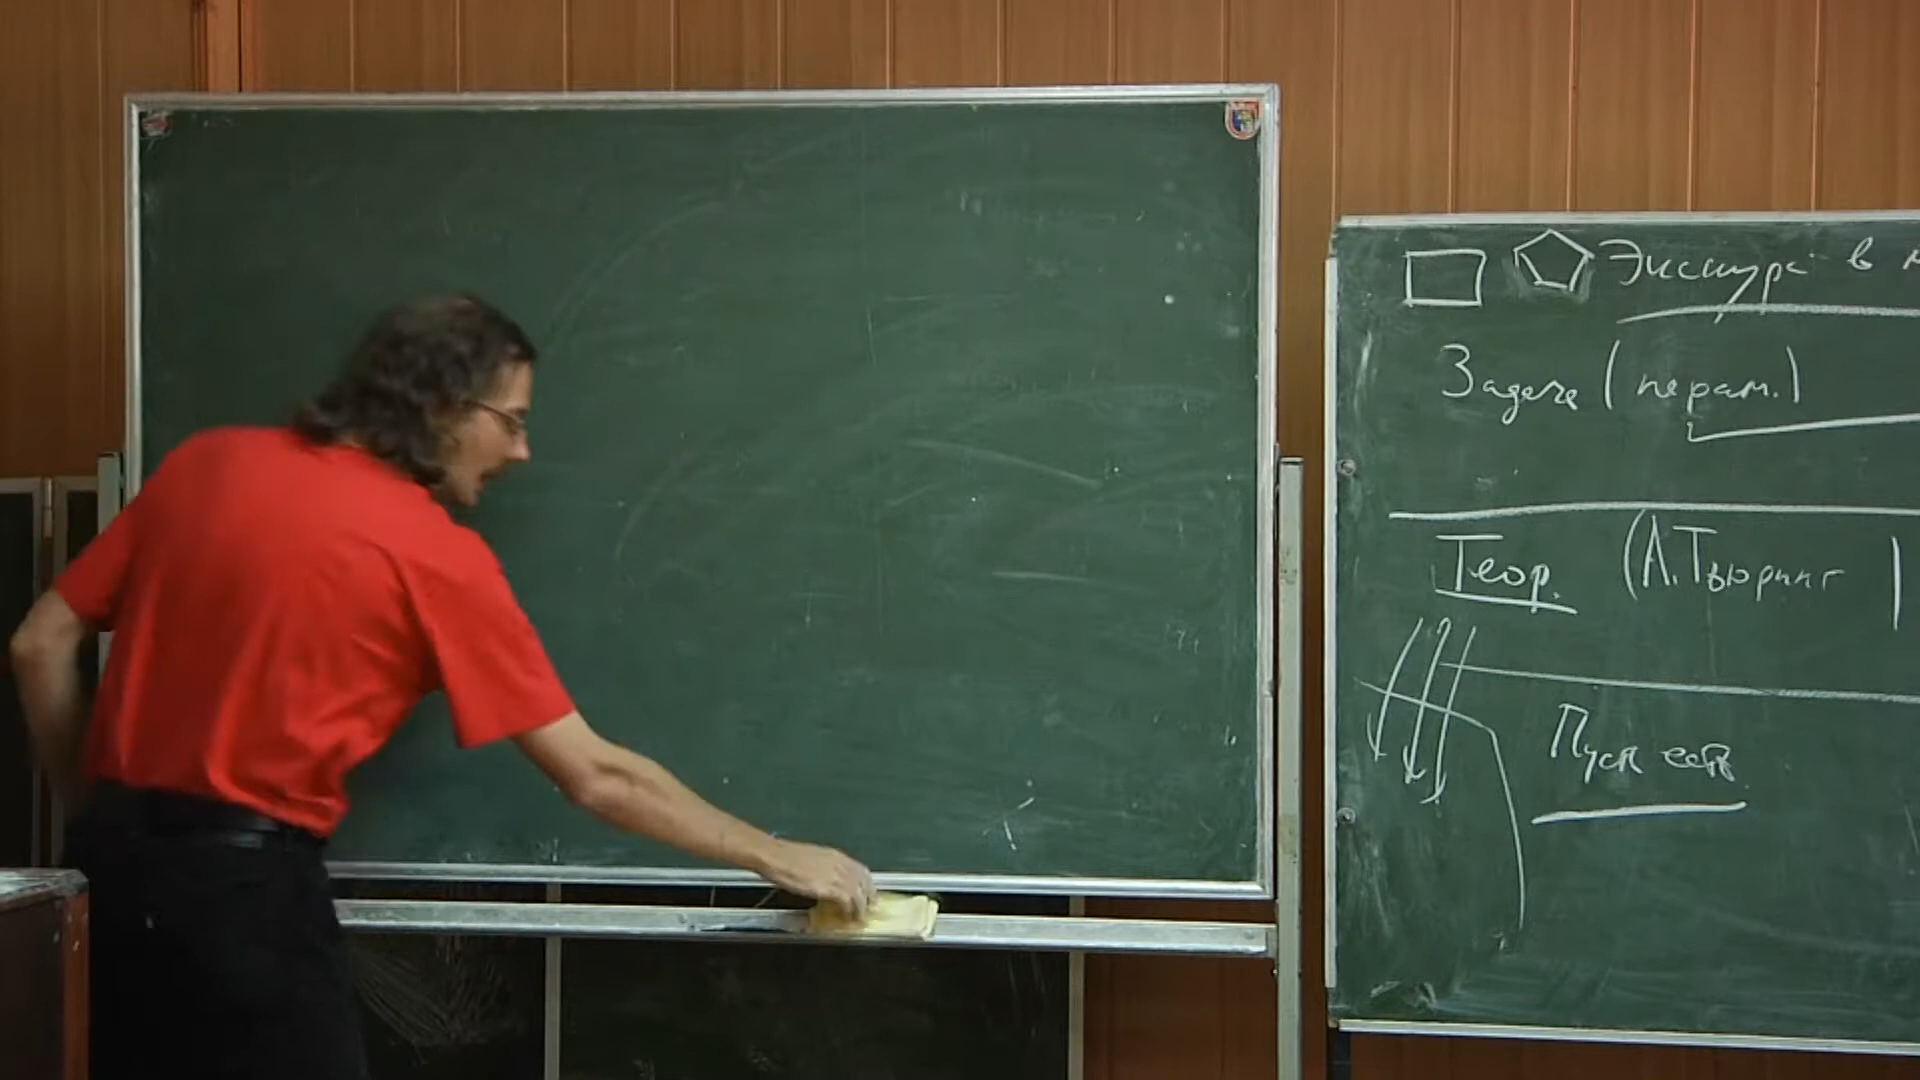 Экскурс в
Задача (парам.)
Теор. (А. Тьюринг
Пусть есть